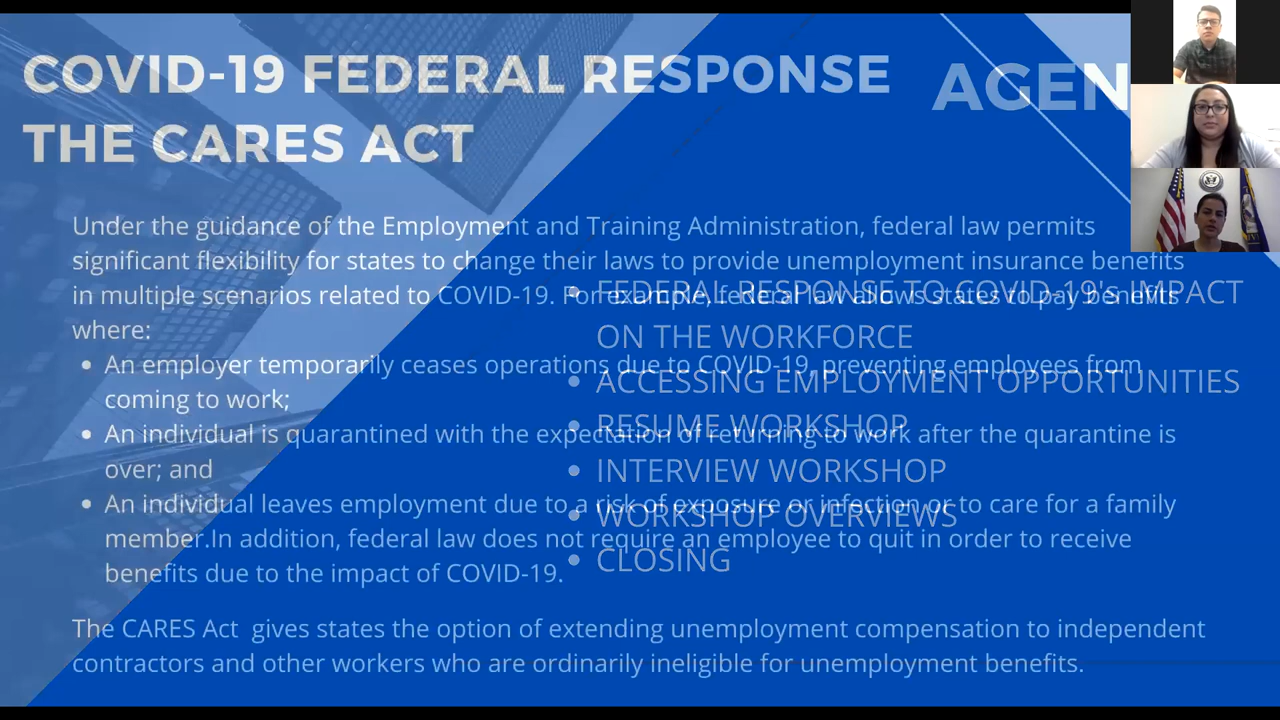 COVID-19 FEDERAL RESPONSE
THE CARES ACT
AGEN
Under the guidance of the Employment and Training Administration, federal law permits
significant flexibility for states to change their laws to provide unemployment insurance benefits
in multiple scenarios related to COVID-19. For example, federal law allows states to pay benefits
where:
• An employer temporarily ceases operations due to COVID-19, preventing employees from
coming to work;
• An individual is quarantined with the expectation of returning to work after the quarantine is
over; and
• An individual leaves employment due to a risk of exposure or infection or to care for a family
member.In addition, federal law does not require an employee to quit in order to receive
benefits due to the impact of COVID-19.
The CARES Act gives states the option of extending unemployment compensation to independent
contractors and other workers who are ordinarily ineligible for unemployment benefits.
• FEDERAL RESPONSE TO COVID-19's IMPACT
ON THE WORKFORCE
• ACCESSING EMPLOYMENT OPPORTUNITIES
• RESUME WORKSHOP
• INTERVIEW WORKSHOP
• WORKSHOP OVERVIEWS
• CLOSING